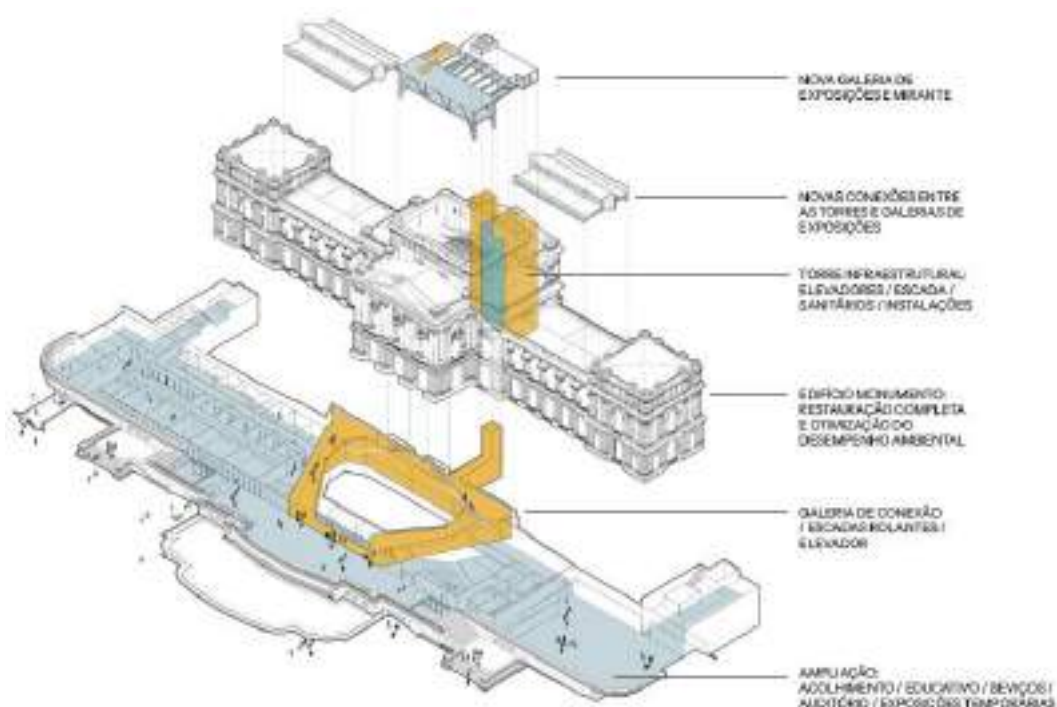 NOVA GALERIA DE
EXPOSIÇÕES E MIRANTE
NOVAS CONEXÕES ENTRE
AS TORRES E GALERIAS DE
EXPOSIÇÕES
TORRE INFRAESTRUTURAL:
ELEVADORES / ESCADA /
SANITÁRIOS / INSTALAÇÕES
EDIFÍCIO MONUMENTO:
RESTAURAÇÃO COMPLETA
E OTIMIZAÇÃO DO
DESEMPENHO AMBIENTAL
GALERIA DE CONEXÃO
/ ESCADAS ROLANTES /
ELEVADOR
AMPLIAÇÃO:
ACOLHIMENTO / EDUCATIVO / SEVIÇOS /
AUDITÓRIO / EXPOSIÇÕES TEMPORÁRIAS